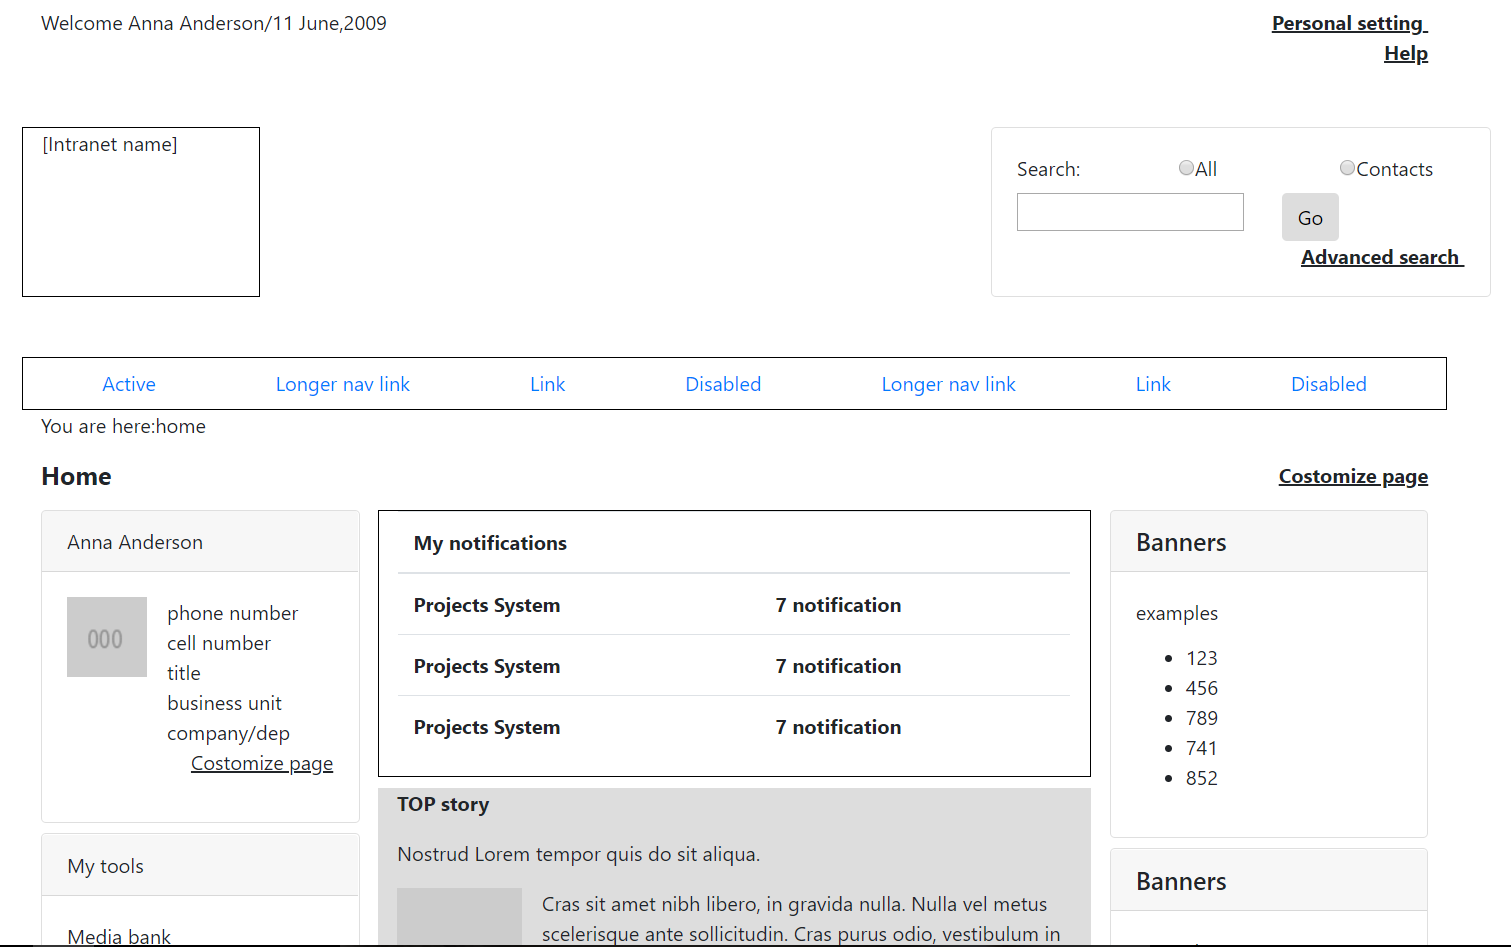 Welcome Anna Anderson/11 June,2009
Personal setting
Help
[Intranet name]
Search: All Contacts
Go
Advanced search
Active Longer nav link Link Disabled Longer nav link Link Disabled
You are here:home
Home
Costomize page
Anna Anderson
000
phone number
cell number
title
business unit
company/dep
Costomize page
My tools
Media bank
My notifications
Projects System 7 notification
Projects System 7 notification
Projects System 7 notification
TOP story
Nostrud Lorem tempor quis do sit aliqua.
Cras sit amet nibh libero, in gravida nulla. Nulla vel metus
scelerisque ante sollicitudin. Cras purus odio, vestibulum in
Banners
examples
123
456
789
741
852
Banners